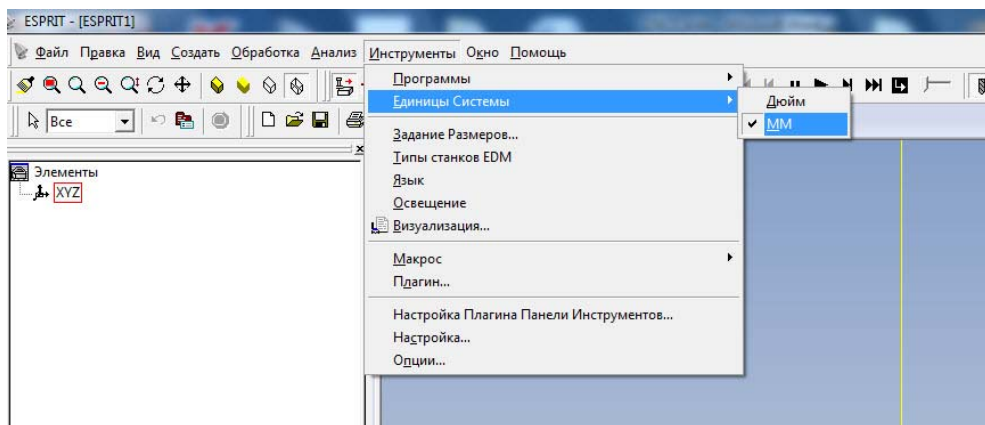 ESPRIT - [ESPRIT1]
Файл Правка Вид Создать Обработка Анализ Инструменты Окно Помощь
Все
Элементы
XYZ
Программы
Единицы Системы
Задание Размеров...
Типы станков EDM
Язык
Освещение
Визуализация...
Макрос
Плагин...
Настройка Плагина Панели Инструментов...
Настройка...
Опции...
Дюйм
ММ